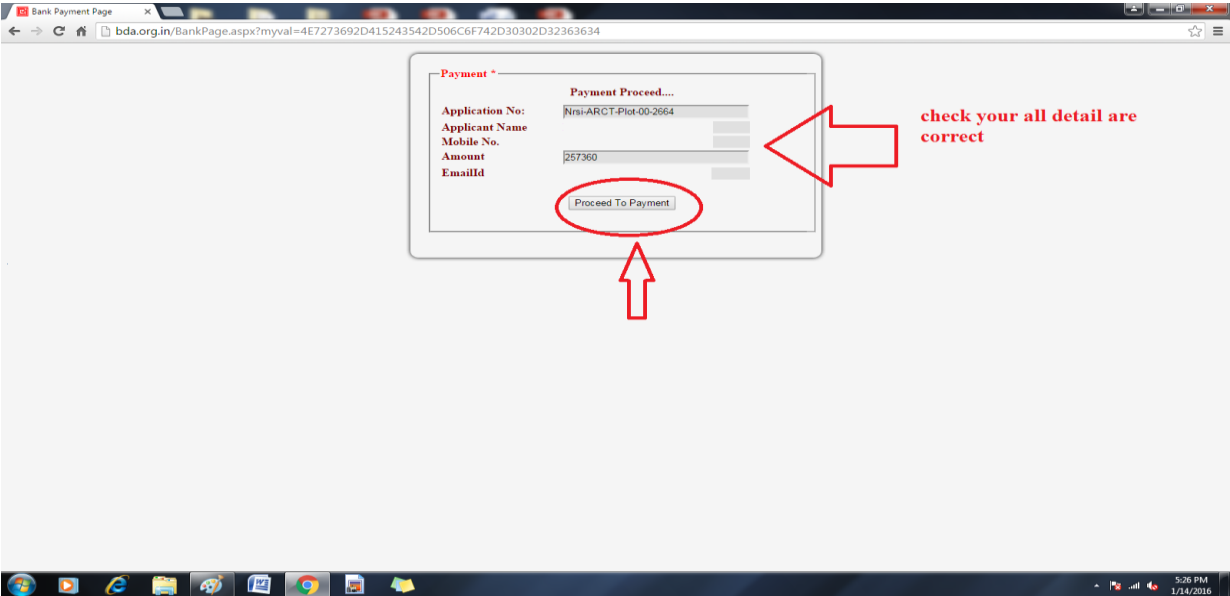 Bank Payment Page
bda.org.in/BankPage.aspx?myval=4E7273692D415243542D506C6F742D30302D32363634
Payment *
Payment Proceed....
Application No: Nrsi-ARCT-Plot-00-2664
Applicant Name
Mobile No.
Amount 257360
EmailId
Proceed To Payment
check your all detail are
correct
5:26 PM
1/14/2016